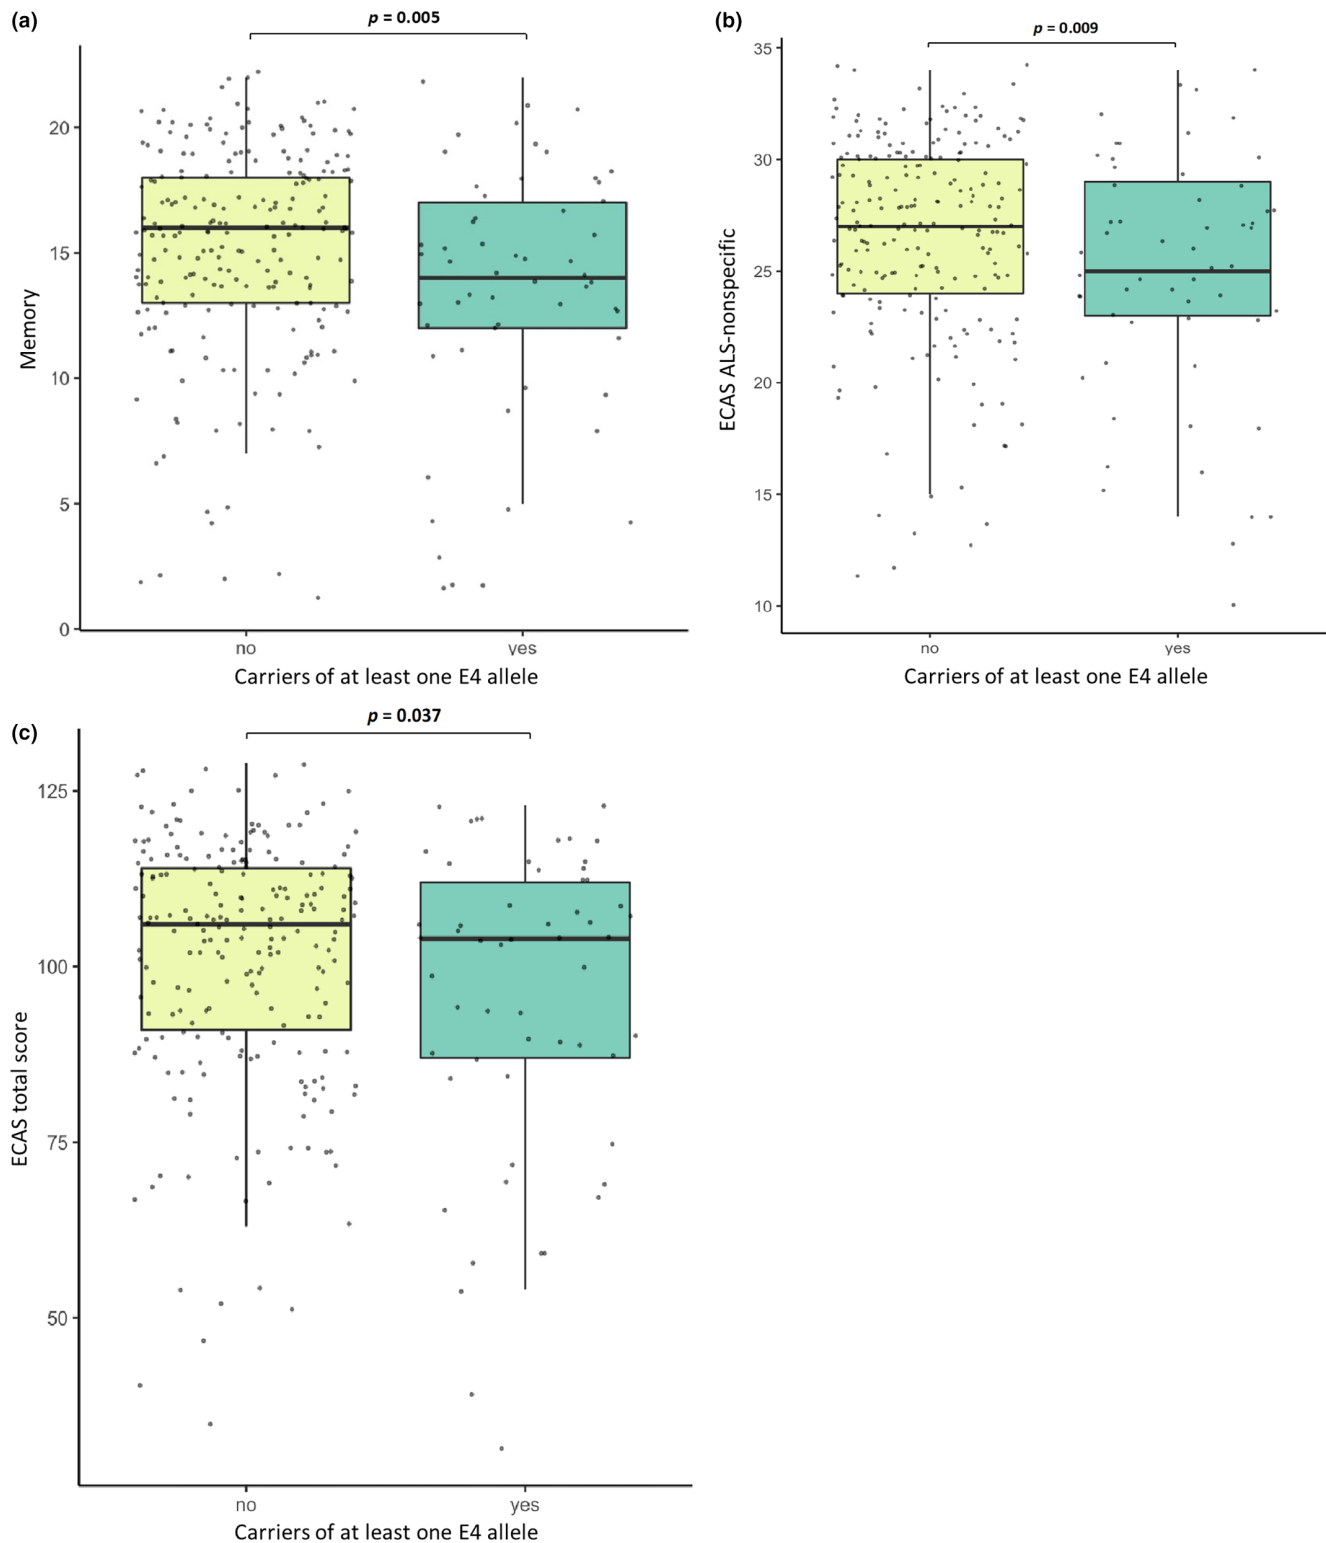 (a)
p = 0.005
20
15
10
5
0
Memory
no yes
Carriers of at least one E4 allele
(b)
p = 0.009
35
30
25
20
15
10
ECAS ALS-nonspecific
no yes
Carriers of at least one E4 allele
(c)
p = 0.037
125
100
75
50
ECAS total score
no yes
Carriers of at least one E4 allele